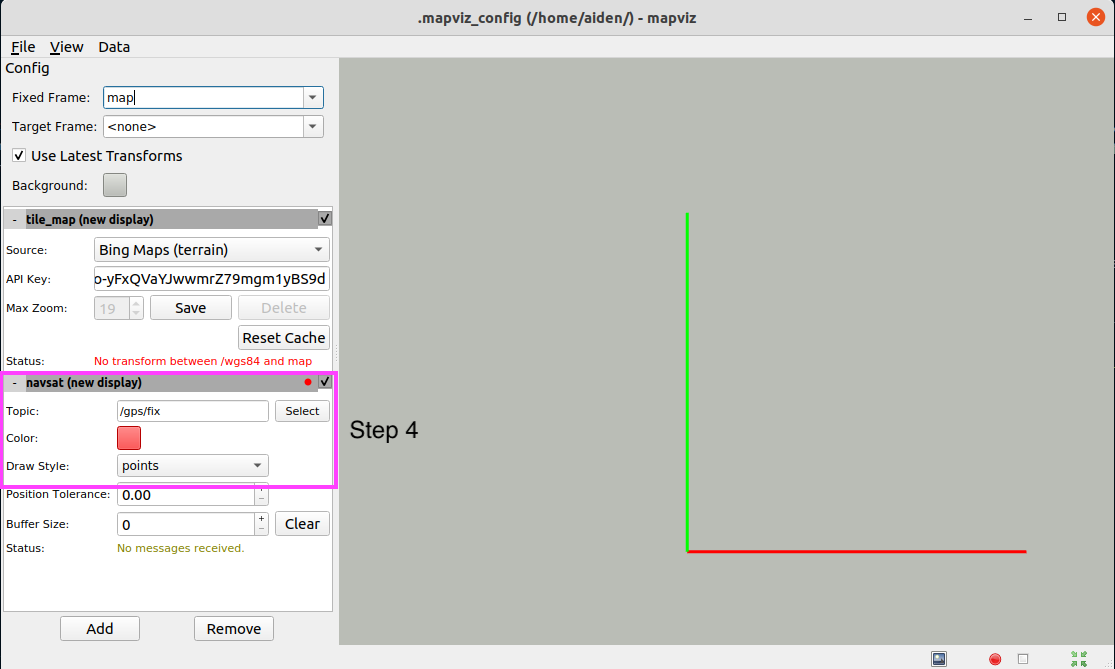 .mapviz_config (/home/aiden/) - mapviz
File View Data
Config
Fixed Frame: map
Target Frame: <none>
Use Latest Transforms
Background:
- tile_map (new display)
Source: Bing Maps (terrain)
API Key: o-yFxQVaYJwwmrZ79mgm1yBS9d
Max Zoom: 19 Save Delete
Reset Cache
Status: No transform between /wgs84 and map
- navsat (new display)
Topic: /gps/fix Select
Color:
Step 4
Draw Style: points
Position Tolerance: 0.00
Buffer Size: 0 Clear
Status: No messages received.
Add Remove